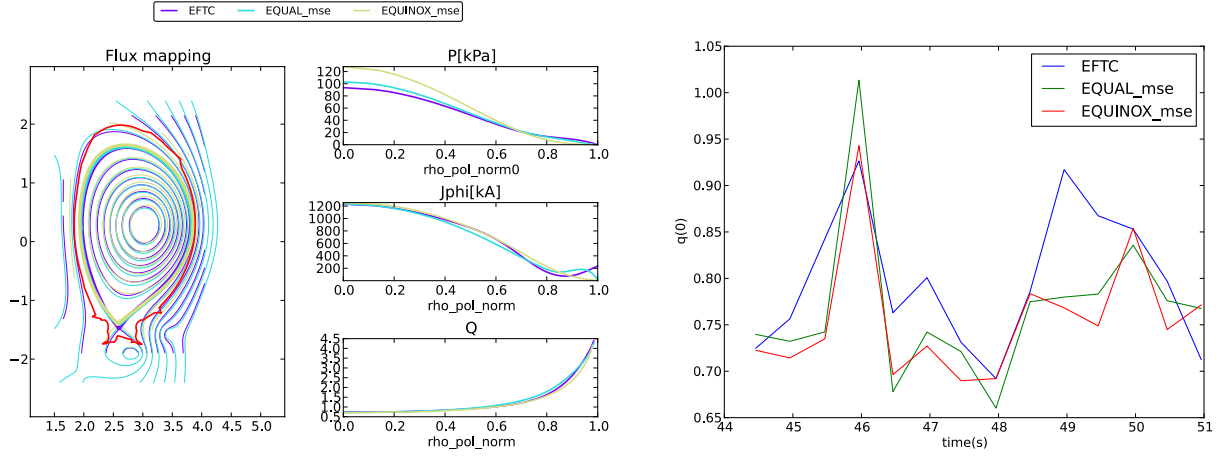 EFTC EQUAL_mse EQUINOX_mse
Flux mapping
2
1
0
−1
−2
1.5 2.0 2.5 3.0 3.5 4.0 4.5 5.0
P[kPa]
120
100
80
60
40
20
0
0.0 0.2 0.4 0.6 0.8 1.0
rho_pol_norm0
Jphi[kA]
1200
1000
800
600
400
200
0.0 0.2 0.4 0.6 0.8 1.0
rho_pol_norm
Q
4.5
4.0
3.5
3.0
2.5
2.0
1.5
1.0
0.5
0.0 0.2 0.4 0.6 0.8 1.0
rho_pol_norm
1.05
1.00
0.95
0.90
0.85
0.80
0.75
0.70
0.65
q(0)
EFTC
EQUAL_mse
EQUINOX_mse
44 45 46 47 48 49 50 51
time(s)